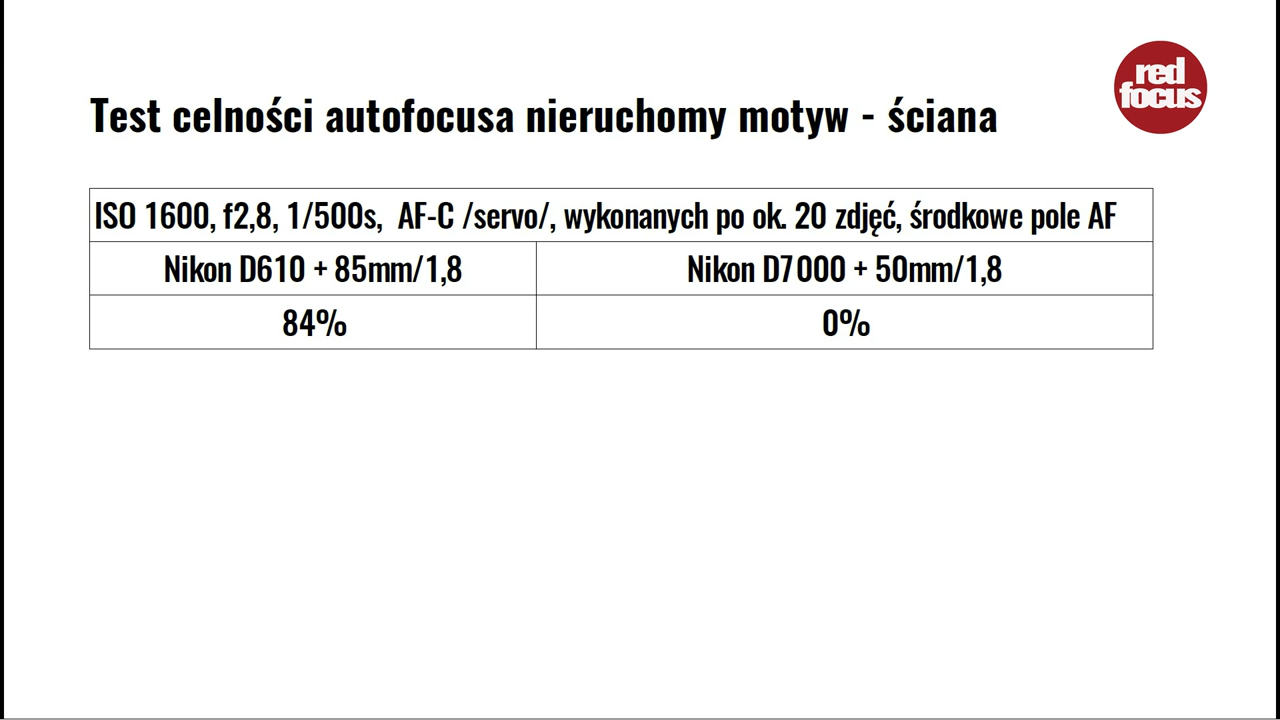 red
focus
Test celności autofocusa nieruchomy motyw - ściana
ISO 1600, f2,8, 1/500s, AF-C /servo/, wykonanych po ok. 20 zdjęć, środkowe pole AF
Nikon D610 + 85mm/1,8
Nikon D7000 + 50mm/1,8
84%
0%